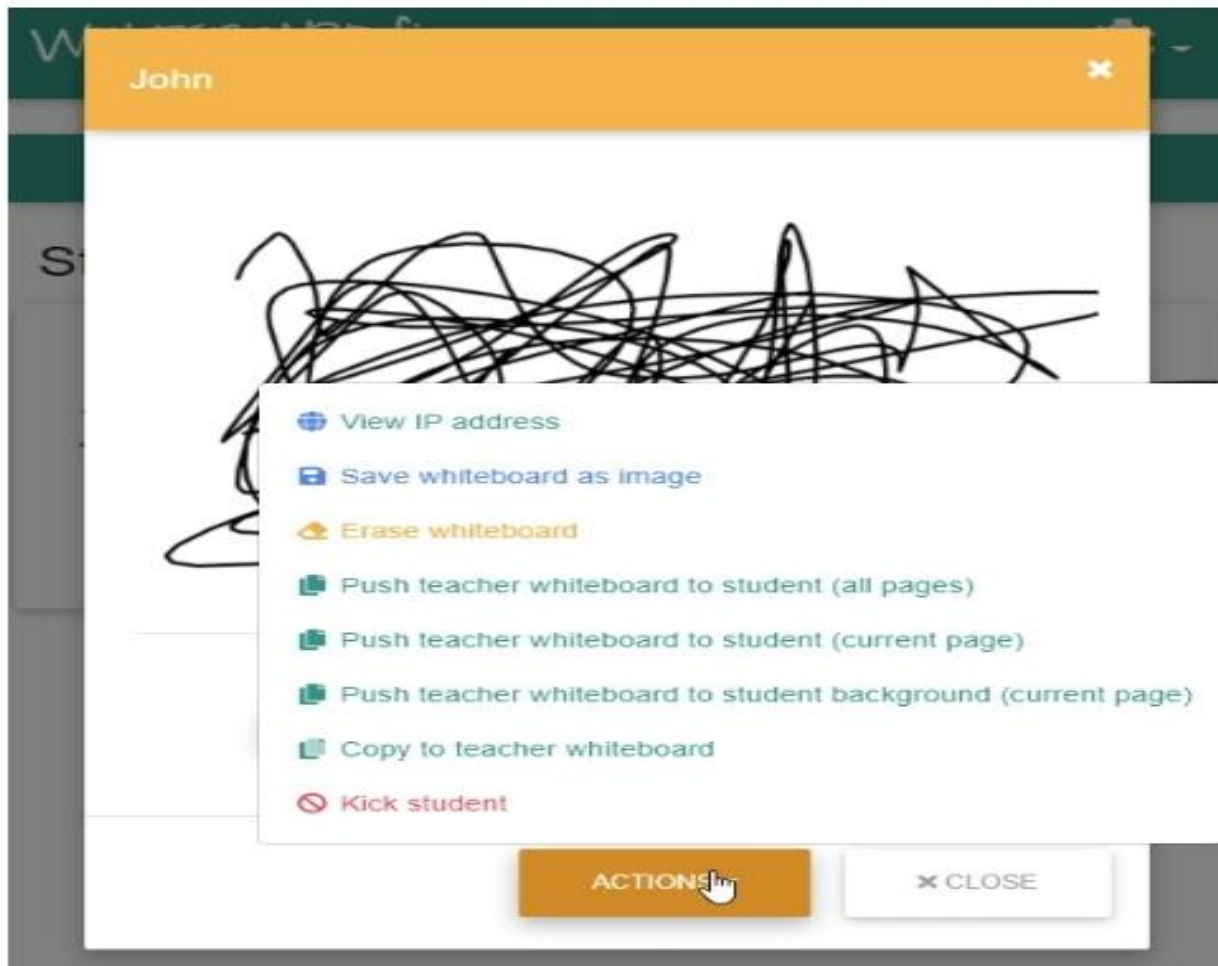 John
View IP address
Save whiteboard as image
Erase whiteboard
Push teacher whiteboard to student (all pages)
Push teacher whiteboard to student (current page)
Push teacher whiteboard to student background (current page)
Copy to teacher whiteboard
Kick student
ACTIONS
CLOSE